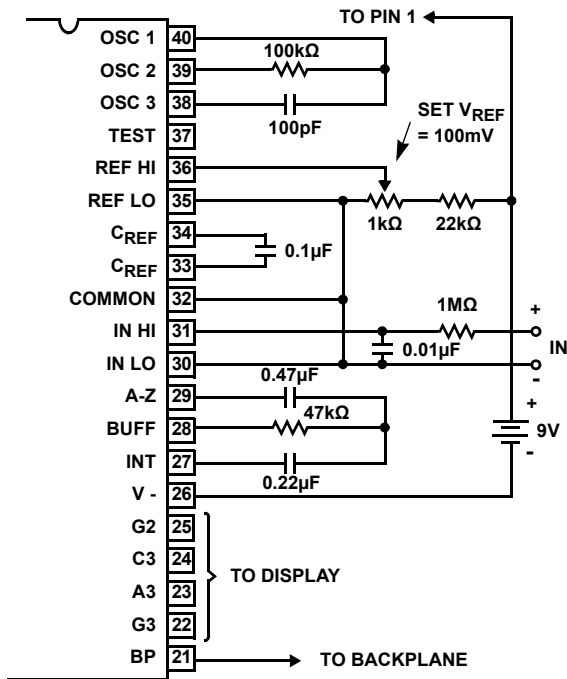 TO PIN 1
OSC 1 40
100kΩ
OSC 2 39
OSC 3 38
100pF
SET VREF
= 100mV
TEST 37
REF HI 36
REF LO 35
1kΩ 22kΩ
CREF 34
0.1µF
CREF 33
COMMON 32
1MΩ
+
IN HI 31
0.01µF
IN
IN LO 30
-
0.47µF
A-Z 29
47kΩ
+
BUFF 28
9V
-
INT 27
0.22µF
V - 26
G2 25
C3 24
TO DISPLAY
A3 23
G3 22
BP 21
TO BACKPLANE